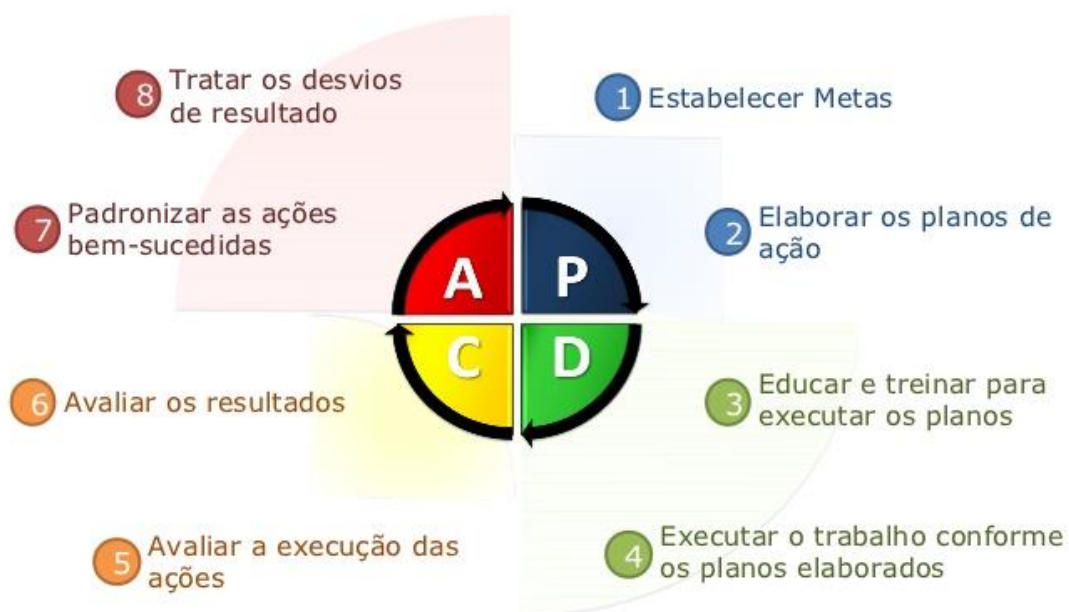 1 Estabelecer Metas
2 Elaborar os planos de
ação
3 Educar e treinar para
executar os planos
4 Executar o trabalho conforme
os planos elaborados
5 Avaliar a execução das
ações
6 Avaliar os resultados
7 Padronizar as ações
bem-sucedidas
8 Tratar os desvios
de resultado
A P
C D